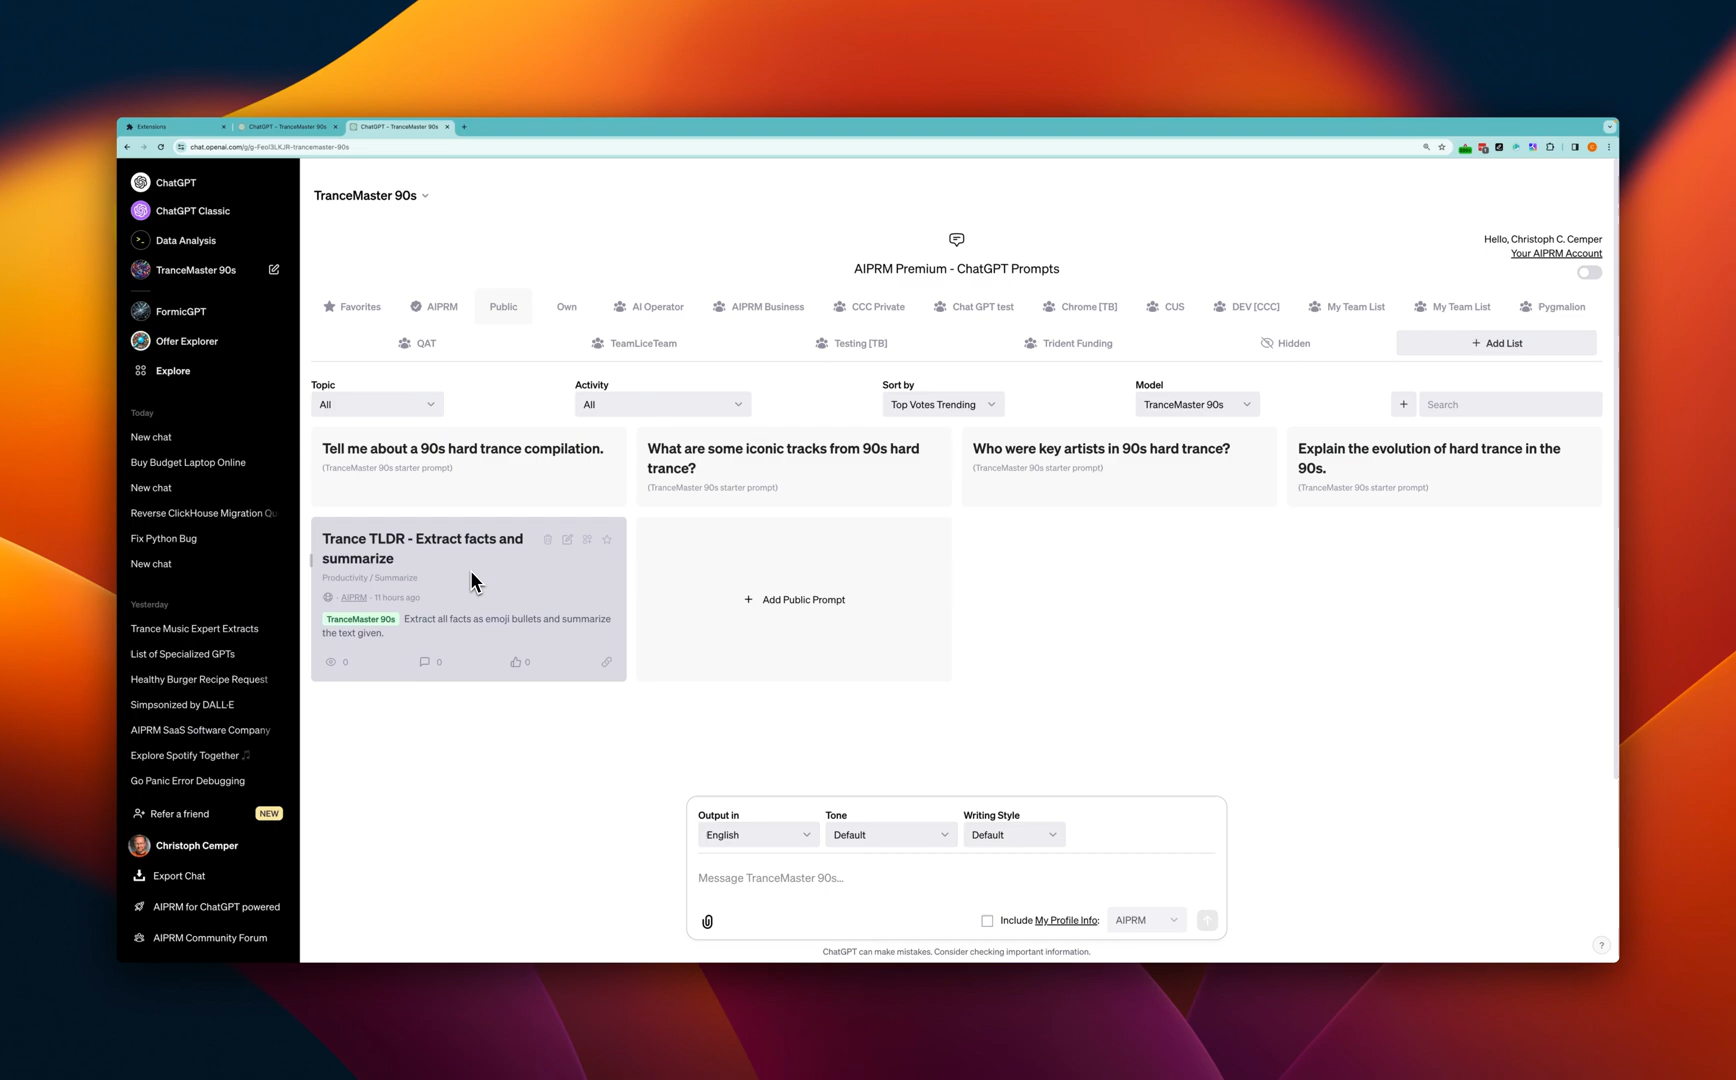 Extensions
ChatGPT - TranceMaster 90s
ChatGPT - TranceMaster 90s
chat.openai.com/g/g-Feol3LKJR-trancemaster-90s
ChatGPT
ChatGPT Classic
Data Analysis
TranceMaster 90s
FormicGPT
Offer Explorer
Explore
Today
New chat
Buy Budget Laptop Online
New chat
Reverse ClickHouse Migration Qu
Fix Python Bug
New chat
Yesterday
Trance Music Expert Extracts
List of Specialized GPTs
Healthy Burger Recipe Request
Simpsonized by DALL·E
AIPRM SaaS Software Company
Explore Spotify Together 🎵
Go Panic Error Debugging
Refer a friend
NEW
Christoph Cemper
Export Chat
AIPRM for ChatGPT powered
AIPRM Community Forum
TranceMaster 90s
Hello, Christoph C. Cemper
Your AIPRM Account
AIPRM Premium - ChatGPT Prompts
Favorites
AIPRM
Public
Own
AI Operator
AIPRM Business
CCC Private
Chat GPT test
Chrome [TB]
CUS
DEV [CCC]
My Team List
My Team List
Pygmalion
QAT
TeamLiceTeam
Testing [TB]
Trident Funding
Hidden
+ Add List
Topic
All
Activity
All
Sort by
Top Votes Trending
Model
TranceMaster 90s
+
Search
Tell me about a 90s hard trance compilation.
(TranceMaster 90s starter prompt)
What are some iconic tracks from 90s hard
trance?
(TranceMaster 90s starter prompt)
Who were key artists in 90s hard trance?
(TranceMaster 90s starter prompt)
Explain the evolution of hard trance in the
90s.
(TranceMaster 90s starter prompt)
Trance TLDR - Extract facts and
summarize
Productivity / Summarize
· AIPRM · 11 hours ago
TranceMaster 90s Extract all facts as emoji bullets and summarize
the text given.
0
0
0
+ Add Public Prompt
Output in
English
Tone
Default
Writing Style
Default
Message TranceMaster 90s...
Include My Profile Info:
AIPRM
ChatGPT can make mistakes. Consider checking important information.
?